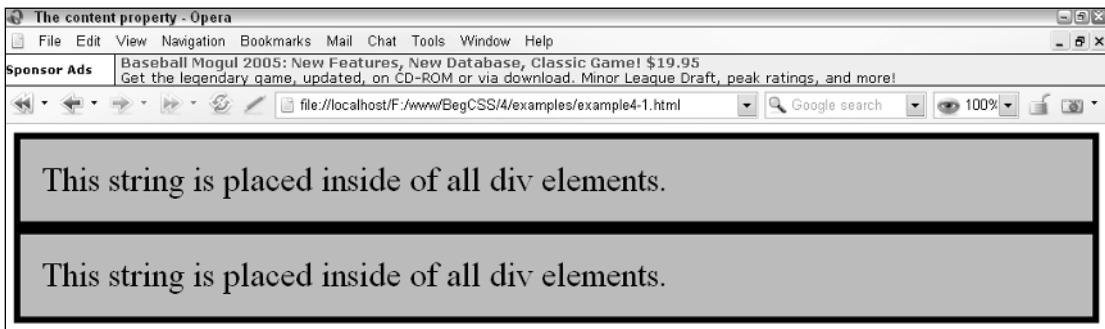 The content property - Opera
File Edit View Navigation Bookmarks Mail Chat Tools Window Help
Sponsor Ads
Baseball Mogul 2005: New Features, New Database, Classic Game! $19.95
Get the legendary game, updated, on CD-ROM or via download. Minor League Draft, peak ratings, and more!
file://localhost/F:/www/BegCSS/4/examples/example4-1.html Google search 100%
This string is placed inside of all div elements.
This string is placed inside of all div elements.